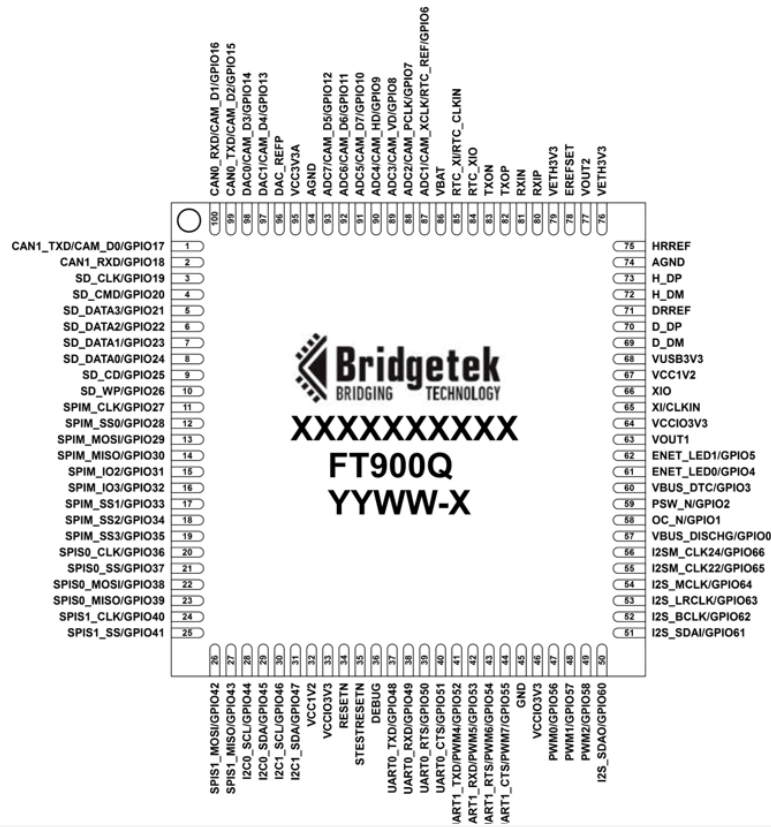 CAN0_RXD/CAM_D1/GPIO16
CAN0_TXD/CAM_D2/GPIO15
DAC0/CAM_D3/GPIO14
DAC1/CAM_D4/GPIO13
DAC_REFP
VCC3V3A
AGND
ADC7/CAM_D5/GPIO12
ADC6/CAM_D6/GPIO11
ADC5/CAM_D7/GPIO10
ADC4/CAM_HD/GPIO9
ADC3/CAM_VD/GPIO8
ADC2/CAM_PCLK/GPIO7
ADC1/CAM_XCLK/RTC_REF/GPIO6
VBAT
RTC_XI/RTC_CLKIN
RTC_XIO
TXON
TXOP
RXIN
RXIP
VETH3V3
EREFSET
VOUT2
VETH3V3
100
99
98
97
96
95
94
93
92
91
90
89
88
87
86
85
84
83
82
81
80
79
78
77
76
CAN1_TXD/CAM_D0/GPIO17 1
CAN1_RXD/GPIO18 2
SD_CLK/GPIO19 3
SD_CMD/GPIO20 4
SD_DATA3/GPIO21 5
SD_DATA2/GPIO22 6
SD_DATA1/GPIO23 7
SD_DATA0/GPIO24 8
SD_CD/GPIO25 9
SD_WP/GPIO26 10
SPIM_CLK/GPIO27 11
SPIM_SS0/GPIO28 12
SPIM_MOSI/GPIO29 13
SPIM_MISO/GPIO30 14
SPIM_IO2/GPIO31 15
SPIM_IO3/GPIO32 16
SPIM_SS1/GPIO33 17
SPIM_SS2/GPIO34 18
SPIM_SS3/GPIO35 19
SPIS0_CLK/GPIO36 20
SPIS0_SS/GPIO37 21
SPIS0_MOSI/GPIO38 22
SPIS0_MISO/GPIO39 23
SPIS1_CLK/GPIO40 24
SPIS1_SS/GPIO41 25
Bridgetek
BRIDGING TECHNOLOGY
XXXXXXXXXX
FT900Q
YYWW-X
75 HRREF
74 AGND
73 H_DP
72 H_DM
71 DRREF
70 D_DP
69 D_DM
68 VUSB3V3
67 VCC1V2
66 XIO
65 XI/CLKIN
64 VCCIO3V3
63 VOUT1
62 ENET_LED1/GPIO5
61 ENET_LED0/GPIO4
60 VBUS_DTC/GPIO3
59 PSW_N/GPIO2
58 OC_N/GPIO1
57 VBUS_DISCHG/GPIO0
56 I2SM_CLK24/GPIO66
55 I2SM_CLK22/GPIO65
54 I2S_MCLK/GPIO64
53 I2S_LRCLK/GPIO63
52 I2S_BCLK/GPIO62
51 I2S_SDAI/GPIO61
26
27
28
29
30
31
32
33
34
35
36
37
38
39
40
41
42
43
44
45
46
47
48
49
50
SPIS1_MOSI/GPIO42
SPIS1_MISO/GPIO43
I2C0_SCL/GPIO44
I2C0_SDA/GPIO45
I2C1_SCL/GPIO46
I2C1_SDA/GPIO47
VCC1V2
VCCIO3V3
RESETN
STESTRESETN
DEBUG
UART0_TXD/GPIO48
UART0_RXD/GPIO49
UART0_RTS/GPIO50
UART0_CTS/GPIO51
ART1_TXD/PWM4/GPIO52
ART1_RXD/PWM5/GPIO53
ART1_RTS/PWM6/GPIO54
ART1_CTS/PWM7/GPIO55
GND
VCCIO3V3
PWM0/GPIO56
PWM1/GPIO57
PWM2/GPIO58
I2S_SDAO/GPIO60